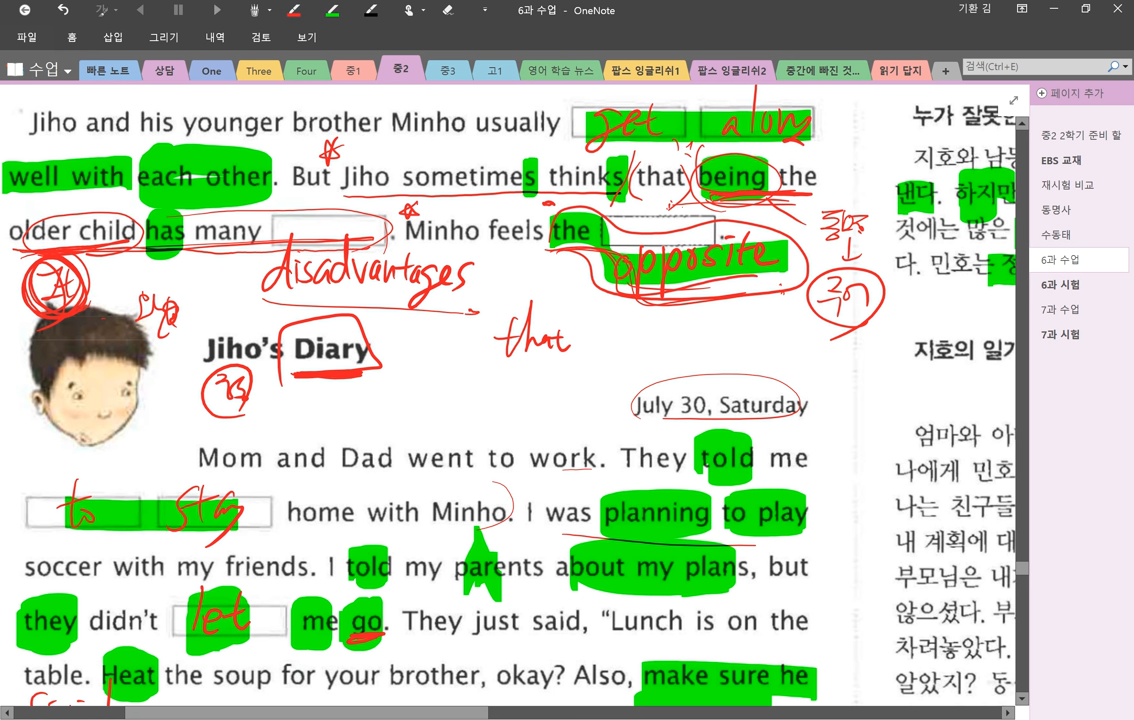 6과 수업 - OneNote
기환 김
파일 홈 삽입 그리기 내역 검토 보기
수업 빠른 노트 상담 One Three Four 중1 중2 중3 고1 영어 학습 뉴스 팝스 잉글리쉬1 팝스 잉글리쉬2 중간에 빠진 것... 읽기 답지 + 검색(Ctrl+E)
페이지 추가
중2 2학기 준비 할
EBS 교재
재시험 비교
동명사
수동태
6과 수업
6과 시험
7과 수업
7과 시험
Jiho and his younger brother Minho usually get along
well with each other. But Jiho sometimes thinks that being the
older child has many . Minho feels the
disadvantages
opposite
동명
주어
that
Jiho's Diary
July 30, Saturday
Mom and Dad went to work. They told me
to stay home with Minho. I was planning to play
soccer with my friends. I told my parents about my plans, but
they didn't let me go. They just said, “Lunch is on the
table. Heat the soup for your brother, okay? Also, make sure he
누가 잘못
지호와 남
낸다. 하지만
것에는 많은
다. 민호는
지호의 일기
엄마와 아
나에게 민호
나는 친구들
내 계획에 대
부모님은 내
않으셨다. 부
차려놓았다.
알았지? 동